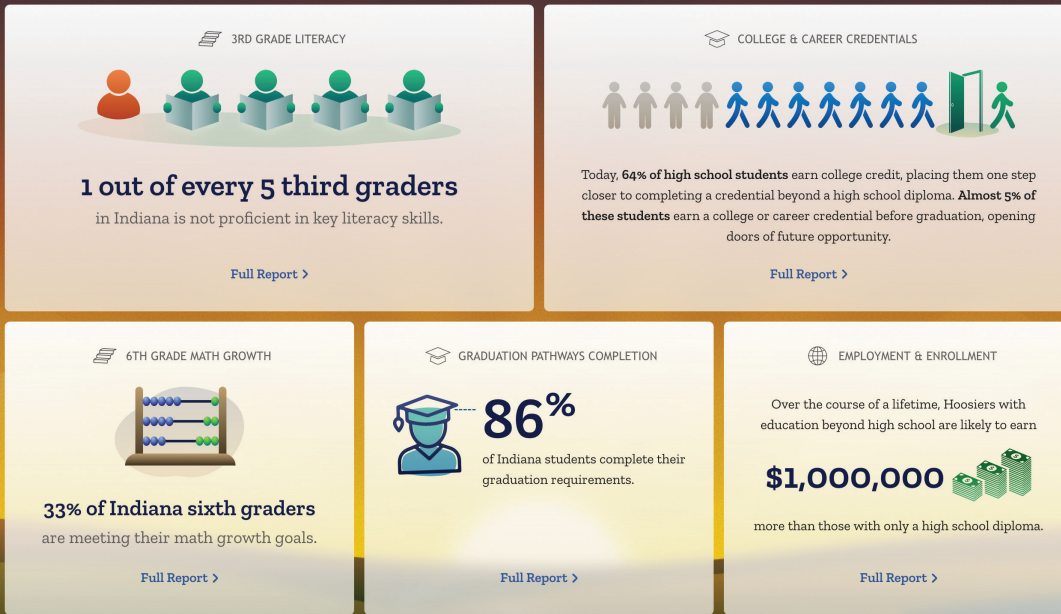 3RD GRADE LITERACY
1 out of every 5 third graders
in Indiana is not proficient in key literacy skills.
Full Report >
COLLEGE & CAREER CREDENTIALS
Today, 64% of high school students earn college credit, placing them one step
closer to completing a credential beyond a high school diploma. Almost 5% of
these students earn a college or career credential before graduation, opening
doors of future opportunity.
Full Report >
6TH GRADE MATH GROWTH
33% of Indiana sixth graders
are meeting their math growth goals.
Full Report >
GRADUATION PATHWAYS COMPLETION
86%
of Indiana students complete their
graduation requirements.
Full Report >
EMPLOYMENT & ENROLLMENT
Over the course of a lifetime, Hoosiers with
education beyond high school are likely to earn
$1,000,000
more than those with only a high school diploma.
Full Report >